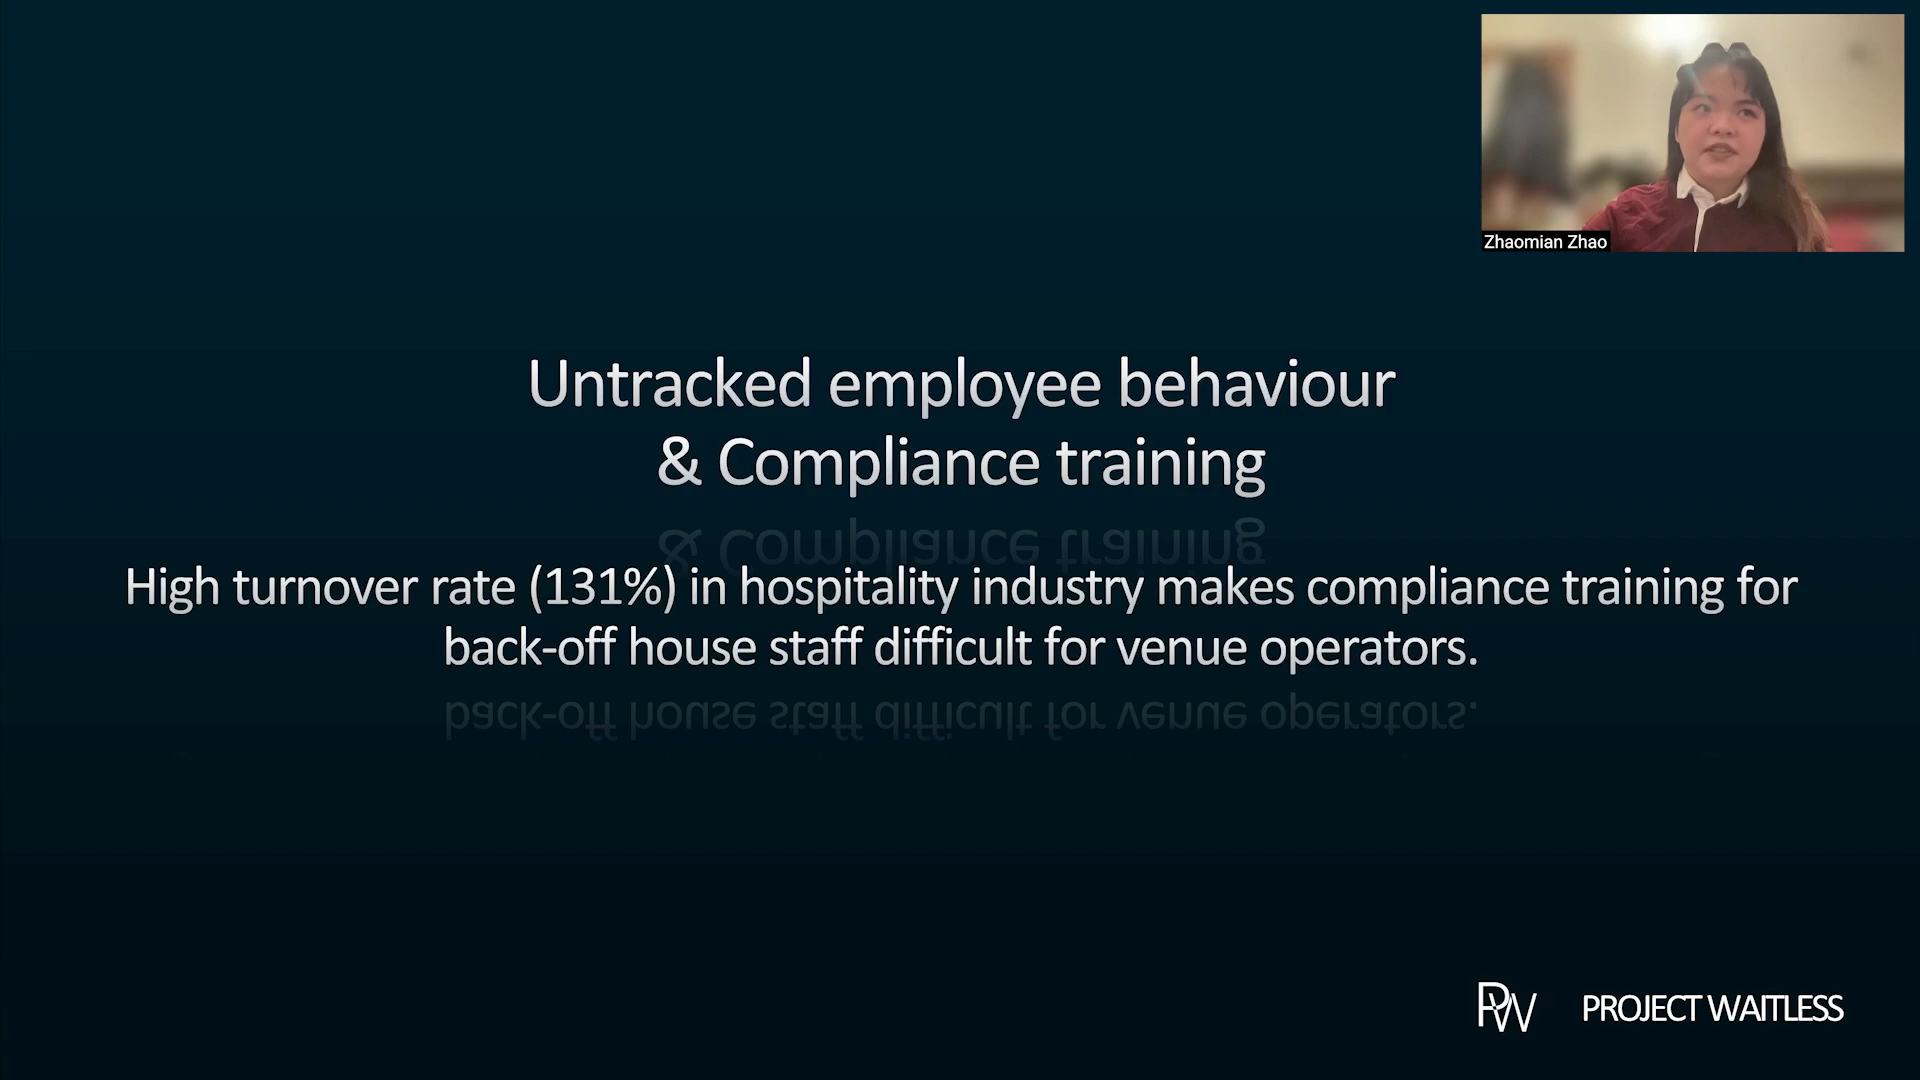 Zhaomian Zhao
Untracked employee behaviour
& Compliance training
High turnover rate (131%) in hospitality industry makes compliance training for
back-off house staff difficult for venue operators.
PW PROJECT WAITLESS